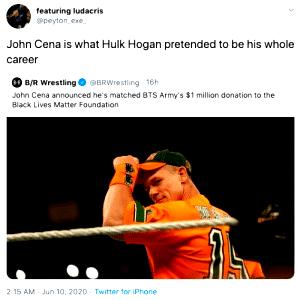 featuring ludacris
@peyton_exe_
John Cena is what Hulk Hogan pretended to be his whole
career
B/R Wrestling @BRWrestling · 16h
John Cena announced he's matched BTS Army's $1 million donation to the
Black Lives Matter Foundation
15
2:15 AM · Jun 10, 2020 · Twitter for iPhone